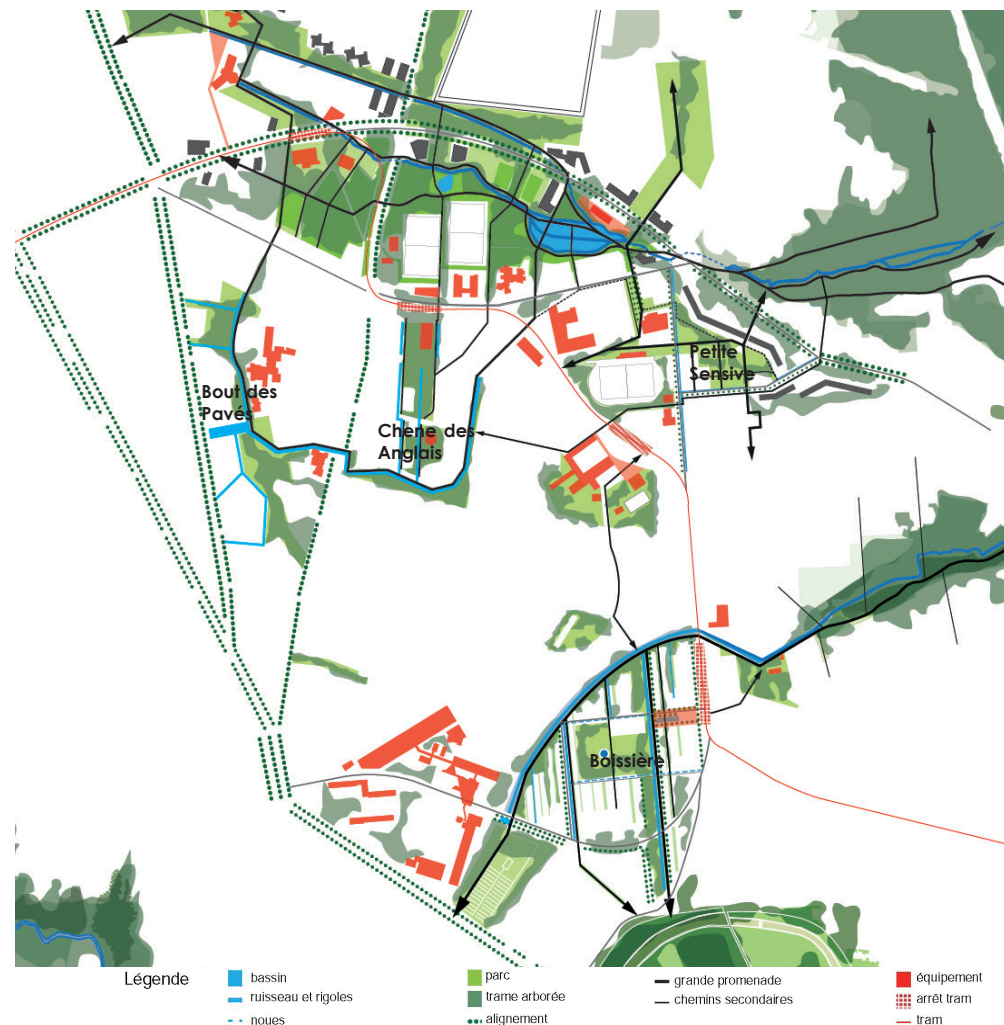 Petite
Sensive
Bout des
Pavés
Chene des
Anglais
Boissière
Légende
bassin
ruisseau et rigoles
noues
parc
trame arborée
alignement
grande promenade
chemins secondaires
équipement
arrêt tram
tram